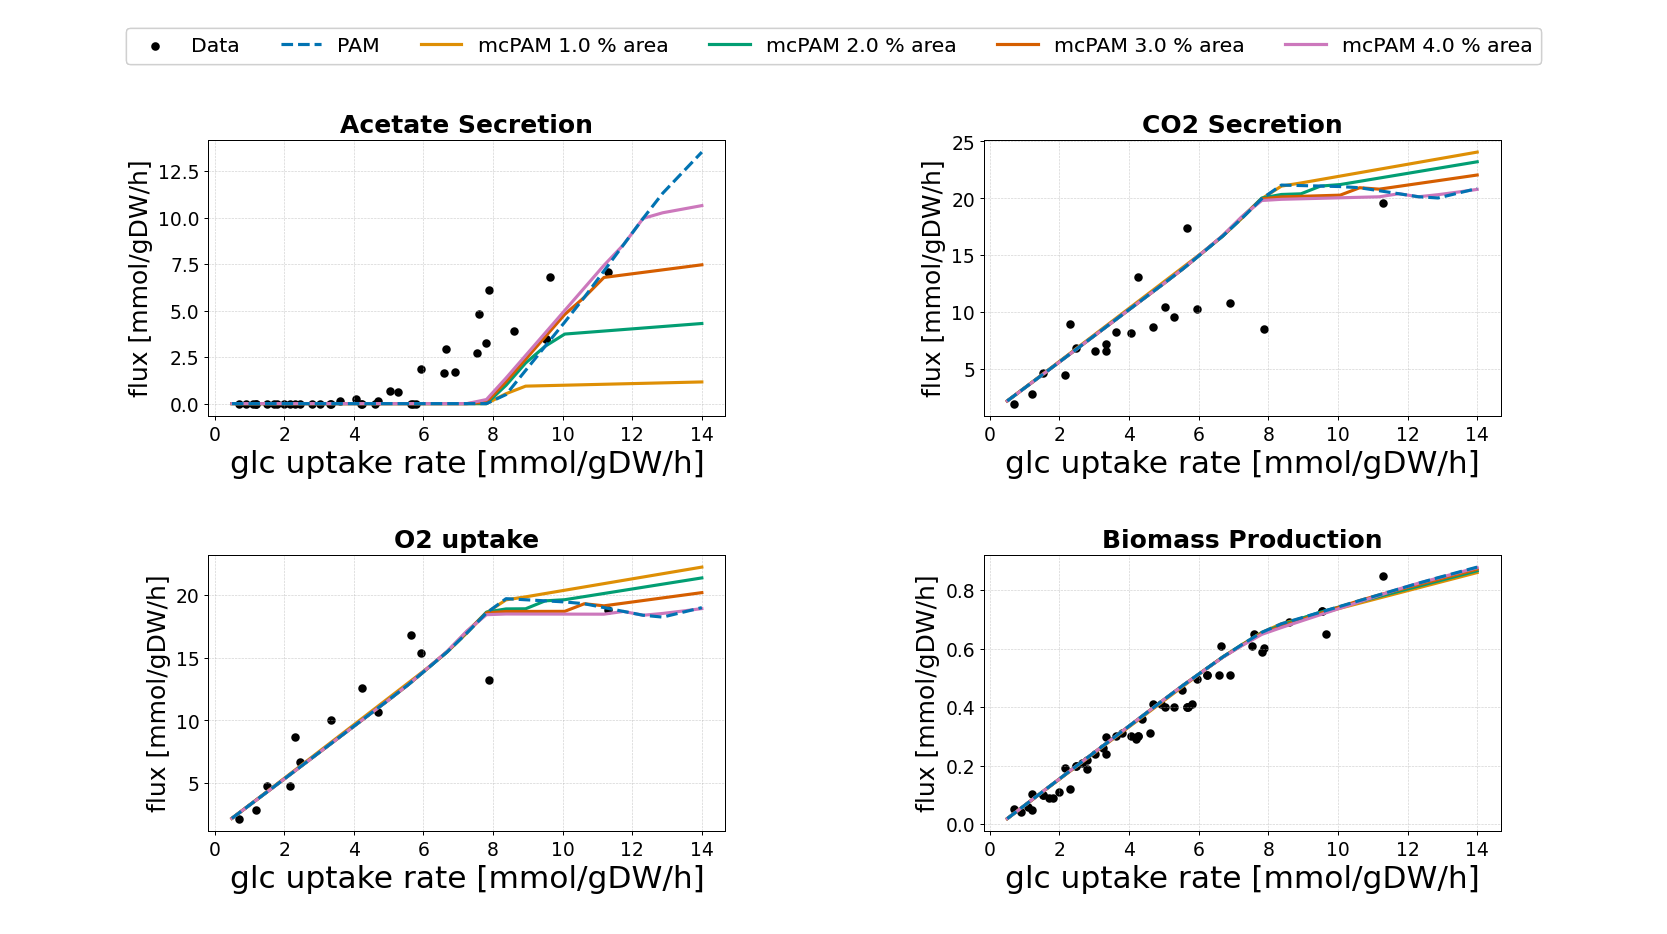 Data PAM mcPAM 1.0 % area mcPAM 2.0 % area mcPAM 3.0 % area mcPAM 4.0 % area
Acetate Secretion
flux [mmol/gDW/h]
12.5
10.0
7.5
5.0
2.5
0.0
0 2 4 6 8 10 12 14
glc uptake rate [mmol/gDW/h]
CO2 Secretion
flux [mmol/gDW/h]
25
20
15
10
5
0 2 4 6 8 10 12 14
glc uptake rate [mmol/gDW/h]
O2 uptake
flux [mmol/gDW/h]
20
15
10
5
0 2 4 6 8 10 12 14
glc uptake rate [mmol/gDW/h]
Biomass Production
flux [mmol/gDW/h]
0.8
0.6
0.4
0.2
0.0
0 2 4 6 8 10 12 14
glc uptake rate [mmol/gDW/h]